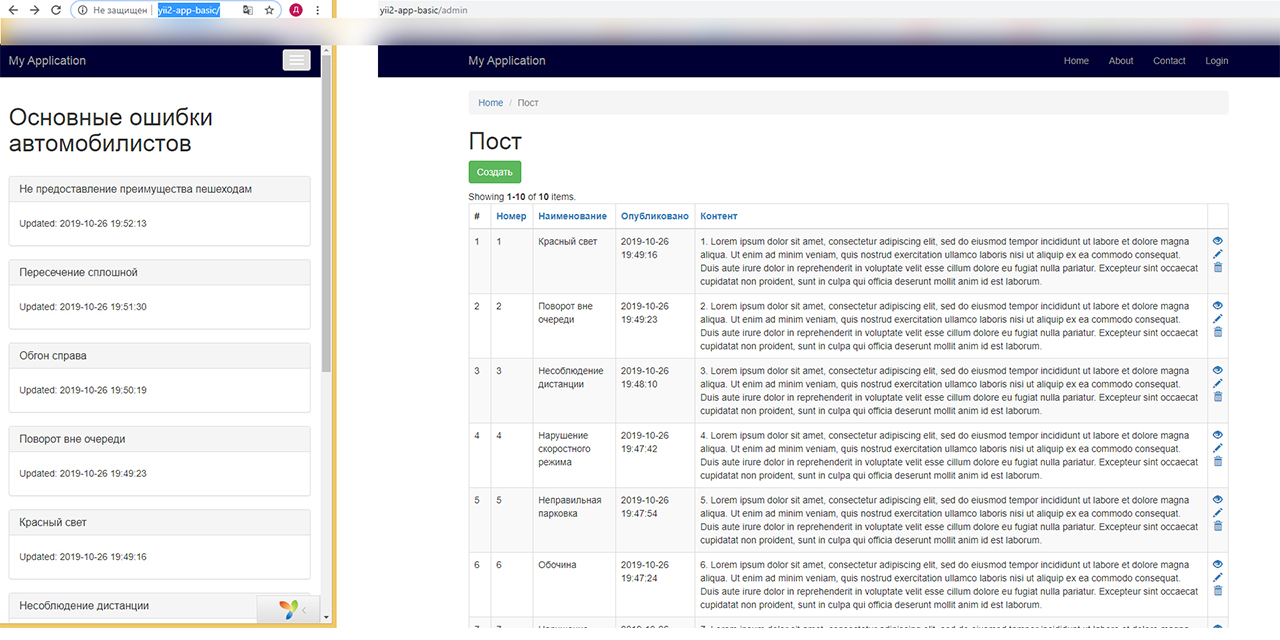 Не защищен
yii2-app-basic/
Д
My Application
Основные ошибки
автомобилистов
Не предоставление преимущества пешеходам
Updated: 2019-10-26 19:52:13
Пересечение сплошной
Updated: 2019-10-26 19:51:30
Обгон справа
Updated: 2019-10-26 19:50:19
Поворот вне очереди
Updated: 2019-10-26 19:49:23
Красный свет
Updated: 2019-10-26 19:49:16
Несоблюдение дистанции
yii2-app-basic/admin
My Application
Home About Contact Login
Home / Пост
Пост
Создать
Showing 1-10 of 10 items.
# Номер Наименование Опубликовано Контент
1 1 Красный свет 2019-10-26 1. Lorem ipsum dolor sit amet, consectetur adipiscing elit, sed do eiusmod tempor incididunt ut labore et dolore magna
19:49:16 aliqua. Ut enim ad minim veniam, quis nostrud exercitation ullamco laboris nisi ut aliquip ex ea commodo consequat.
Duis aute irure dolor in reprehenderit in voluptate velit esse cillum dolore eu fugiat nulla pariatur. Excepteur sint occaecat
cupidatat non proident, sunt in culpa qui officia deserunt mollit anim id est laborum.
2 2 Поворот вне 2019-10-26 2. Lorem ipsum dolor sit amet, consectetur adipiscing elit, sed do eiusmod tempor incididunt ut labore et dolore magna
очереди 19:49:23 aliqua. Ut enim ad minim veniam, quis nostrud exercitation ullamco laboris nisi ut aliquip ex ea commodo consequat.
Duis aute irure dolor in reprehenderit in voluptate velit esse cillum dolore eu fugiat nulla pariatur. Excepteur sint occaecat
cupidatat non proident, sunt in culpa qui officia deserunt mollit anim id est laborum.
3 3 Несоблюдение 2019-10-26 3. Lorem ipsum dolor sit amet, consectetur adipiscing elit, sed do eiusmod tempor incididunt ut labore et dolore magna
дистанции 19:48:10 aliqua. Ut enim ad minim veniam, quis nostrud exercitation ullamco laboris nisi ut aliquip ex ea commodo consequat.
Duis aute irure dolor in reprehenderit in voluptate velit esse cillum dolore eu fugiat nulla pariatur. Excepteur sint occaecat
cupidatat non proident, sunt in culpa qui officia deserunt mollit anim id est laborum.
4 4 Нарушение 2019-10-26 4. Lorem ipsum dolor sit amet, consectetur adipiscing elit, sed do eiusmod tempor incididunt ut labore et dolore magna
скоростного 19:47:42 aliqua. Ut enim ad minim veniam, quis nostrud exercitation ullamco laboris nisi ut aliquip ex ea commodo consequat.
режима Duis aute irure dolor in reprehenderit in voluptate velit esse cillum dolore eu fugiat nulla pariatur. Excepteur sint occaecat
cupidatat non proident, sunt in culpa qui officia deserunt mollit anim id est laborum.
5 5 Неправильная 2019-10-26 5. Lorem ipsum dolor sit amet, consectetur adipiscing elit, sed do eiusmod tempor incididunt ut labore et dolore magna
парковка 19:47:54 aliqua. Ut enim ad minim veniam, quis nostrud exercitation ullamco laboris nisi ut aliquip ex ea commodo consequat.
Duis aute irure dolor in reprehenderit in voluptate velit esse cillum dolore eu fugiat nulla pariatur. Excepteur sint occaecat
cupidatat non proident, sunt in culpa qui officia deserunt mollit anim id est laborum.
6 6 Обочина 2019-10-26 6. Lorem ipsum dolor sit amet, consectetur adipiscing elit, sed do eiusmod tempor incididunt ut labore et dolore magna
19:47:24 aliqua. Ut enim ad minim veniam, quis nostrud exercitation ullamco laboris nisi ut aliquip ex ea commodo consequat.
Duis aute irure dolor in reprehenderit in voluptate velit esse cillum dolore eu fugiat nulla pariatur. Excepteur sint occaecat
cupidatat non proident, sunt in culpa qui officia deserunt mollit anim id est laborum.